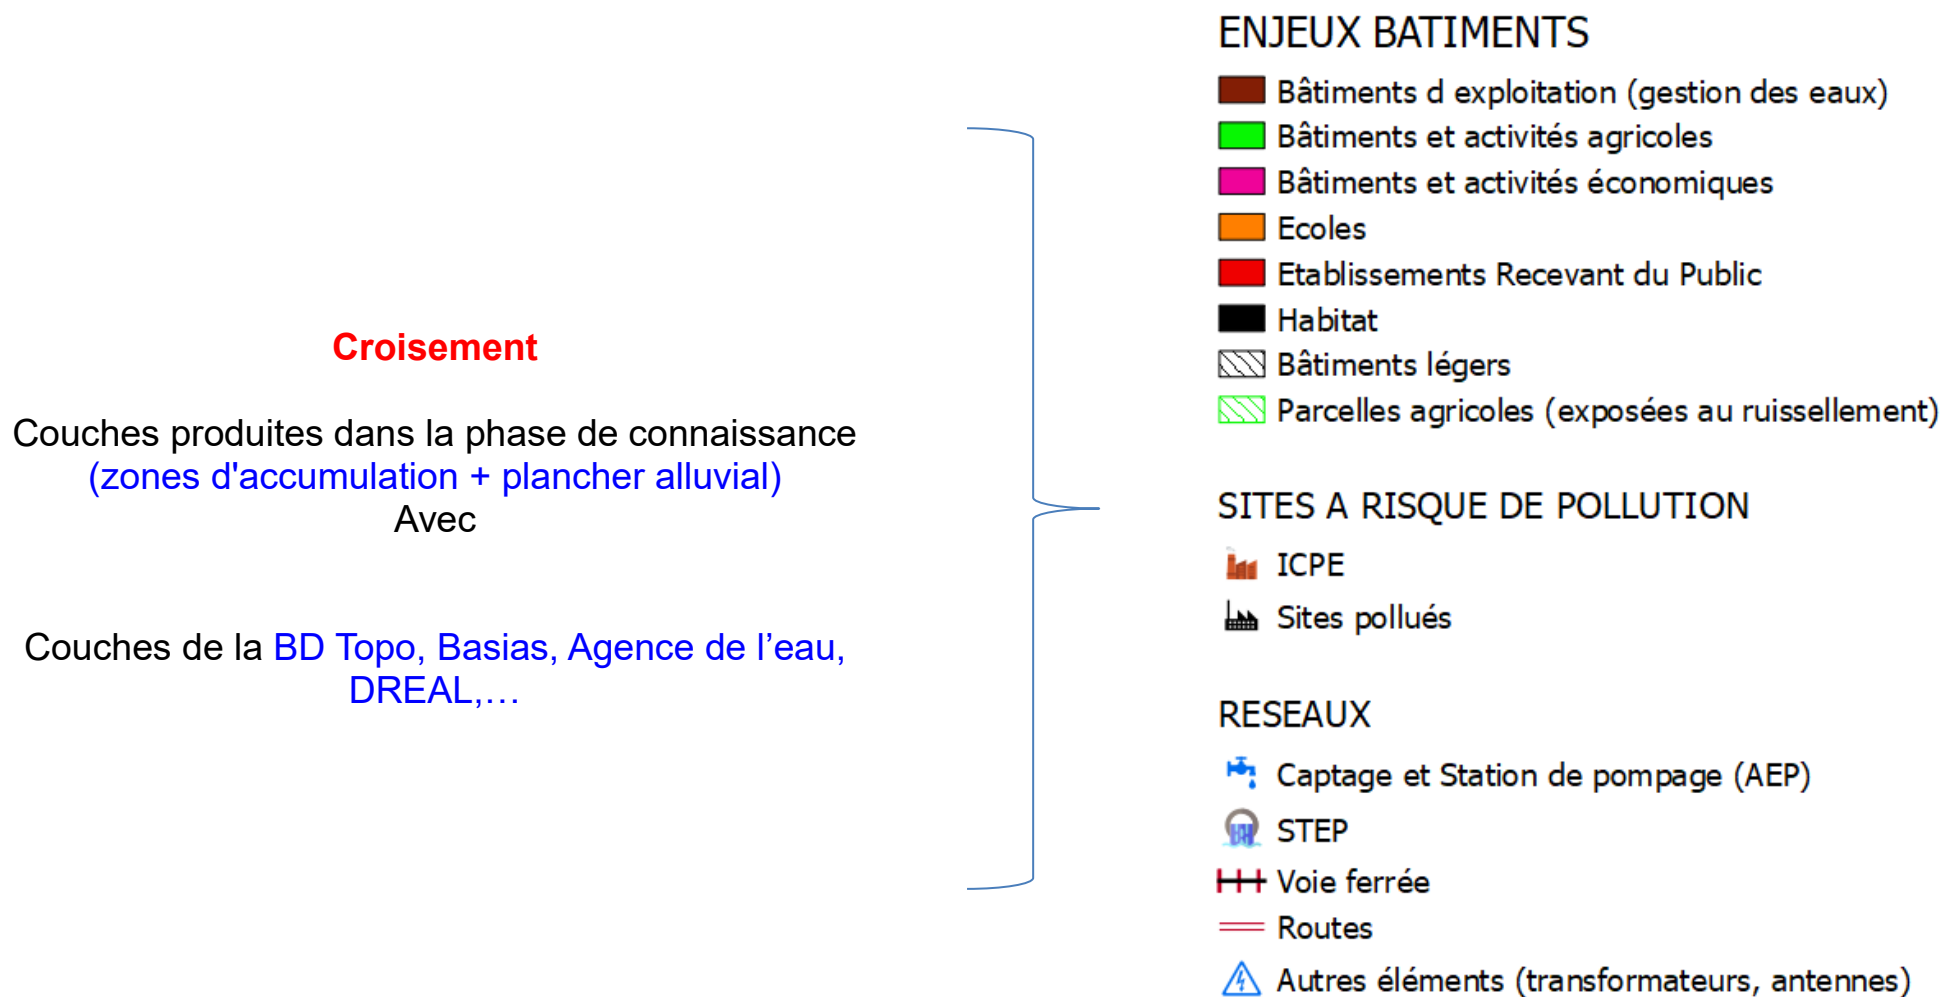 Croisement
Couches produites dans la phase de connaissance
(zones d'accumulation + plancher alluvial)
Avec
Couches de la BD Topo, Basias, Agence de l’eau,
DREAL,…
ENJEUX BATIMENTS
Bâtiments d exploitation (gestion des eaux)
Bâtiments et activités agricoles
Bâtiments et activités économiques
Ecoles
Etablissements Recevant du Public
Habitat
Bâtiments légers
Parcelles agricoles (exposées au ruissellement)
SITES A RISQUE DE POLLUTION
ICPE
Sites pollués
RESEAUX
Captage et Station de pompage (AEP)
STEP
Voie ferrée
Routes
Autres éléments (transformateurs, antennes)